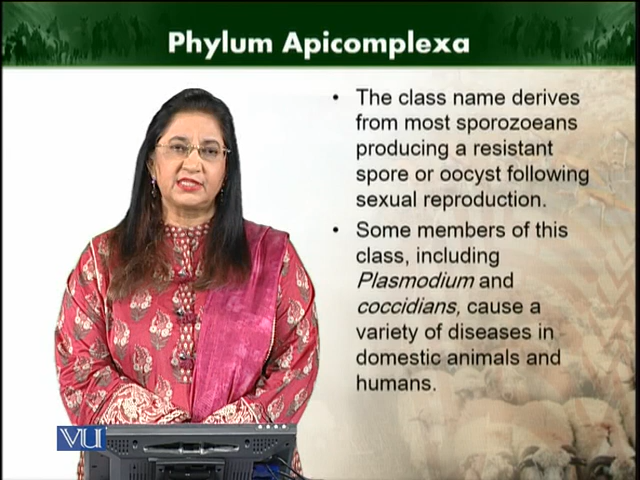 Phylum Apicomplexa
• The class name derives
from most sporozoeans
producing a resistant
spore or oocyst following
sexual reproduction.
• Some members of this
class, including
Plasmodium and
coccidians, cause a
variety of diseases in
domestic animals and
humans.
VU